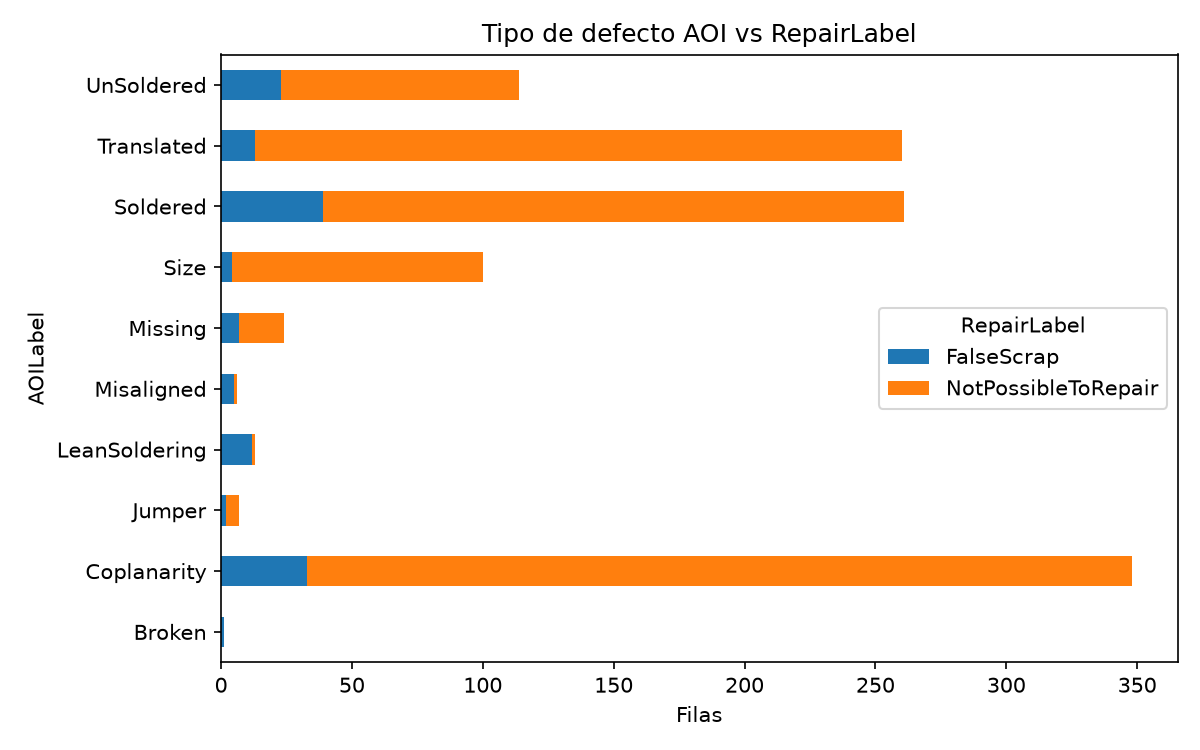 Tipo de defecto AOI vs RepairLabel
AOILabel
UnSoldered
Translated
Soldered
Size
Missing
Misaligned
LeanSoldering
Jumper
Coplanarity
Broken
RepairLabel
FalseScrap
NotPossibleToRepair
0 50 100 150 200 250 300 350
Filas